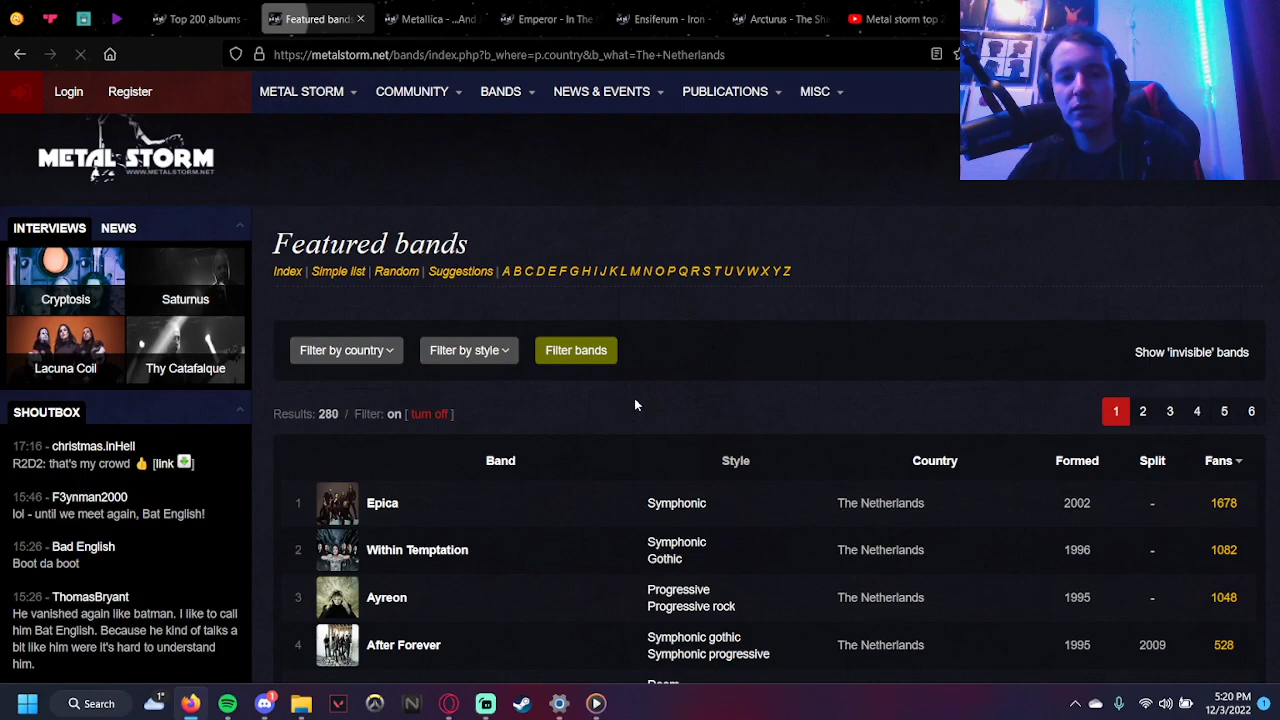 Top 200 albums
Featured bands
Metallica - ...And
Emperor - In The
Ensiferum - Iron
Arcturus - The Sh
Metal storm top 2
https://metalstorm.net/bands/index.php?b_where=p.country&b_what=The+Netherlands
Login
Register
METAL STORM
COMMUNITY
BANDS
NEWS & EVENTS
PUBLICATIONS
MISC
METAL STORM
WWW.METALSTORM.NET
INTERVIEWS
NEWS
Cryptosis
Saturnus
Lacuna Coil
Thy Catafalque
SHOUTBOX
17:16 - christmas.inHell
R2D2: that's my crowd 👍 [link]
15:46 - F3ynman2000
lol - until we meet again, Bat English!
15:26 - Bad English
Boot da boot
15:26 - ThomasBryant
He vanished again like batman. I like to call
him Bat English. Because he kind of talks a
bit like him were it's hard to understand
him.
Featured bands
Index | Simple list | Random | Suggestions | A B C D E F G H I J K L M N O P Q R S T U V W X Y Z
Filter by country
Filter by style
Filter bands
Show 'invisible' bands
Results: 280 / Filter: on [ turn off ]
1 2 3 4 5 6
Band Style Country Formed Split Fans
1 Epica Symphonic The Netherlands 2002 - 1678
2 Within Temptation Symphonic The Netherlands 1996 - 1082
Gothic
3 Ayreon Progressive The Netherlands 1995 - 1048
Progressive rock
4 After Forever Symphonic gothic The Netherlands 1995 2009 528
Symphonic progressive
Doom
Search
1
5:20 PM
12/3/2022
1